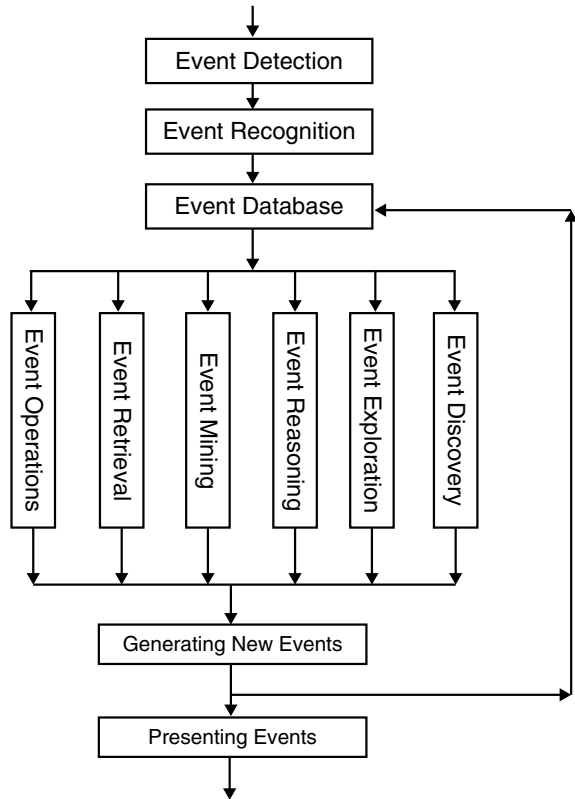 Event Detection
Event Recognition
Event Database
Event Operations
Event Retrieval
Event Mining
Event Reasoning
Event Exploration
Event Discovery
Generating New Events
Presenting Events